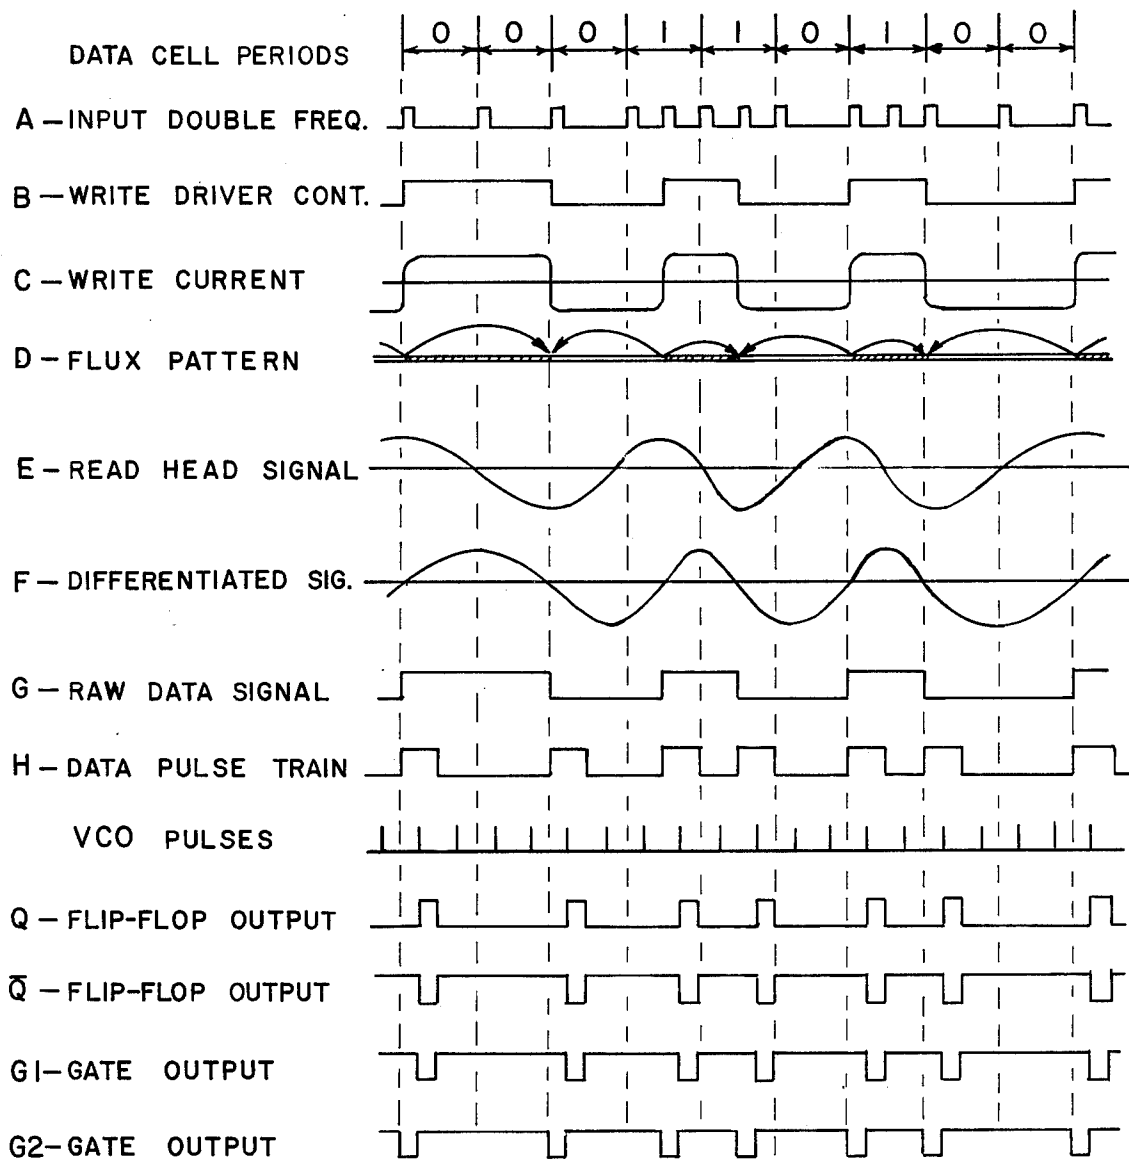 0 0 0 1 1 0 1 0 0
DATA CELL PERIODS
A—INPUT DOUBLE FREQ.
B—WRITE DRIVER CONT.
C—WRITE CURRENT
D—FLUX PATTERN
E—READ HEAD SIGNAL
F—DIFFERENTIATED SIG.
G—RAW DATA SIGNAL
H—DATA PULSE TRAIN
VCO PULSES
Q—FLIP-FLOP OUTPUT
Q̅—FLIP-FLOP OUTPUT
G1—GATE OUTPUT
G2—GATE OUTPUT